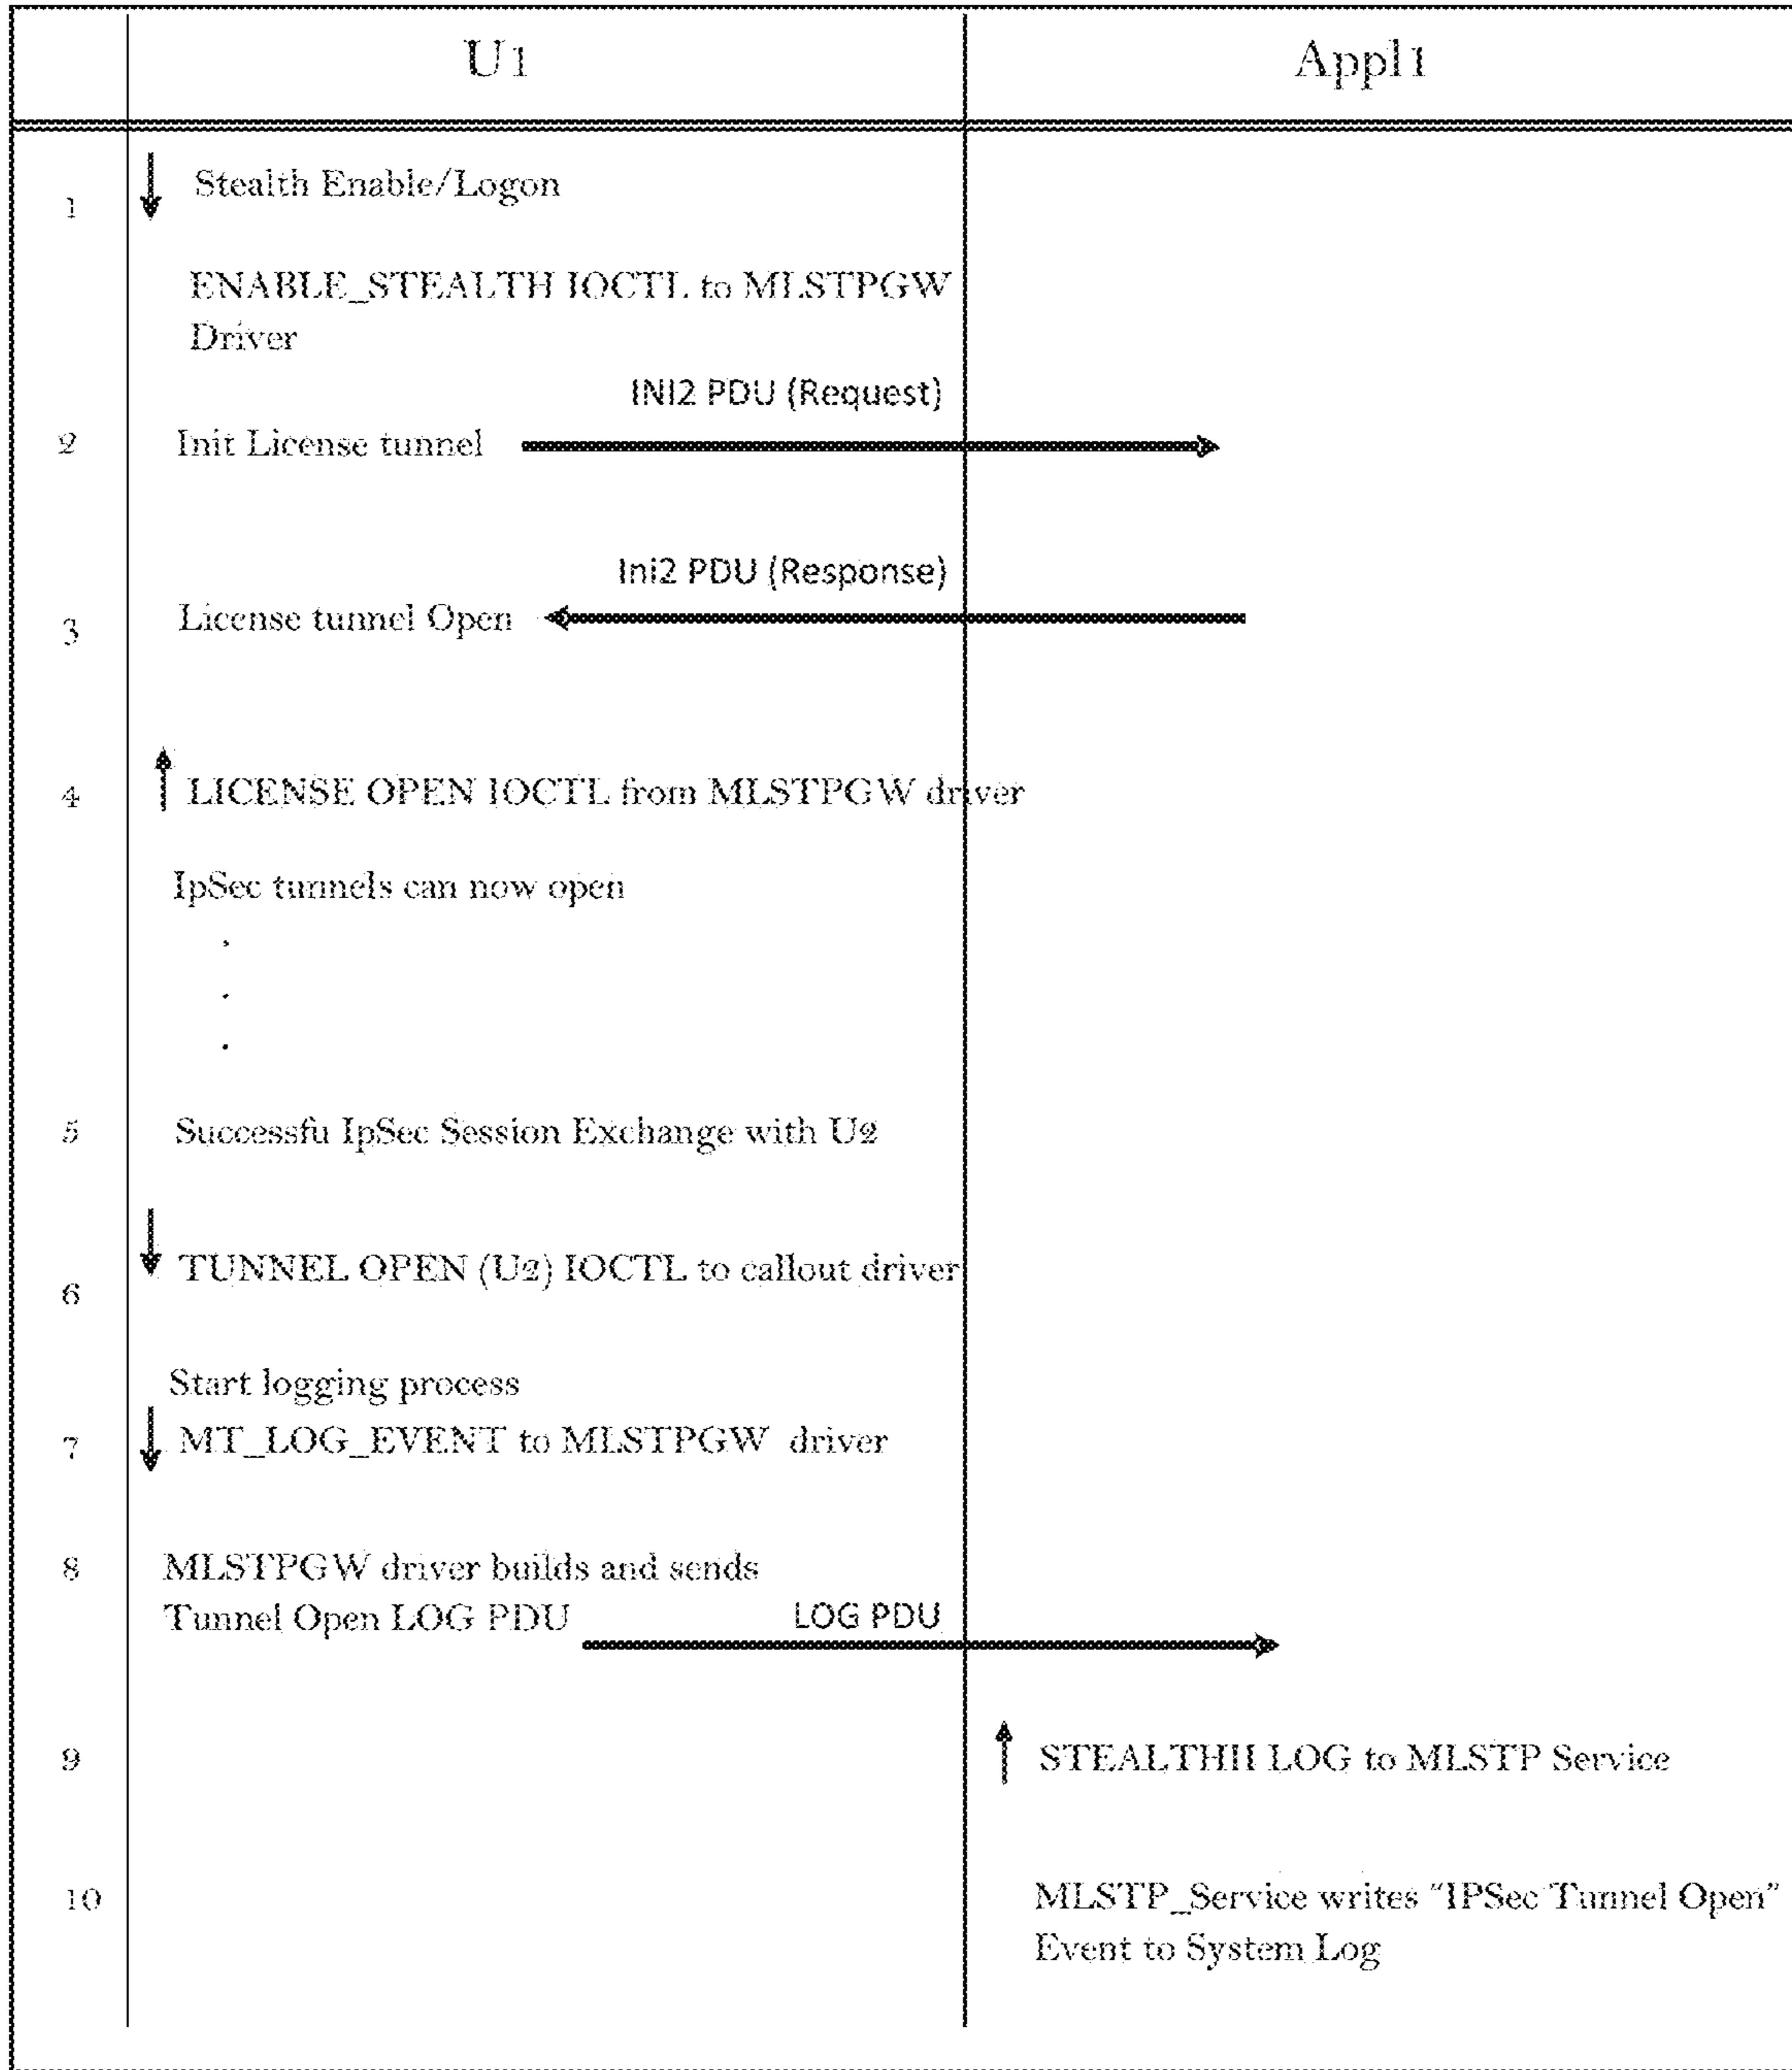 U1
Appl1
1
Stealth Enable/Logon
ENABLE_STEALTH IOCTL to MLSTPGW
Driver
INI2 PDU (Request)
2
Init License tunnel
Ini2 PDU (Response)
3
License tunnel Open
4
LICENSE OPEN IOCTL from MLSTPGW driver
IpSec tunnels can now open
.
.
.
5
Successfu IpSec Session Exchange with U2
6
TUNNEL OPEN (U2) IOCTL to callout driver
Start logging process
7
MT_LOG_EVENT to MLSTPGW driver
8
MLSTPGW driver builds and sends
Tunnel Open LOG PDU
LOG PDU
9
STEALTHII LOG to MLSTP Service
10
MLSTP_Service writes “IPSec Tunnel Open”
Event to System Log